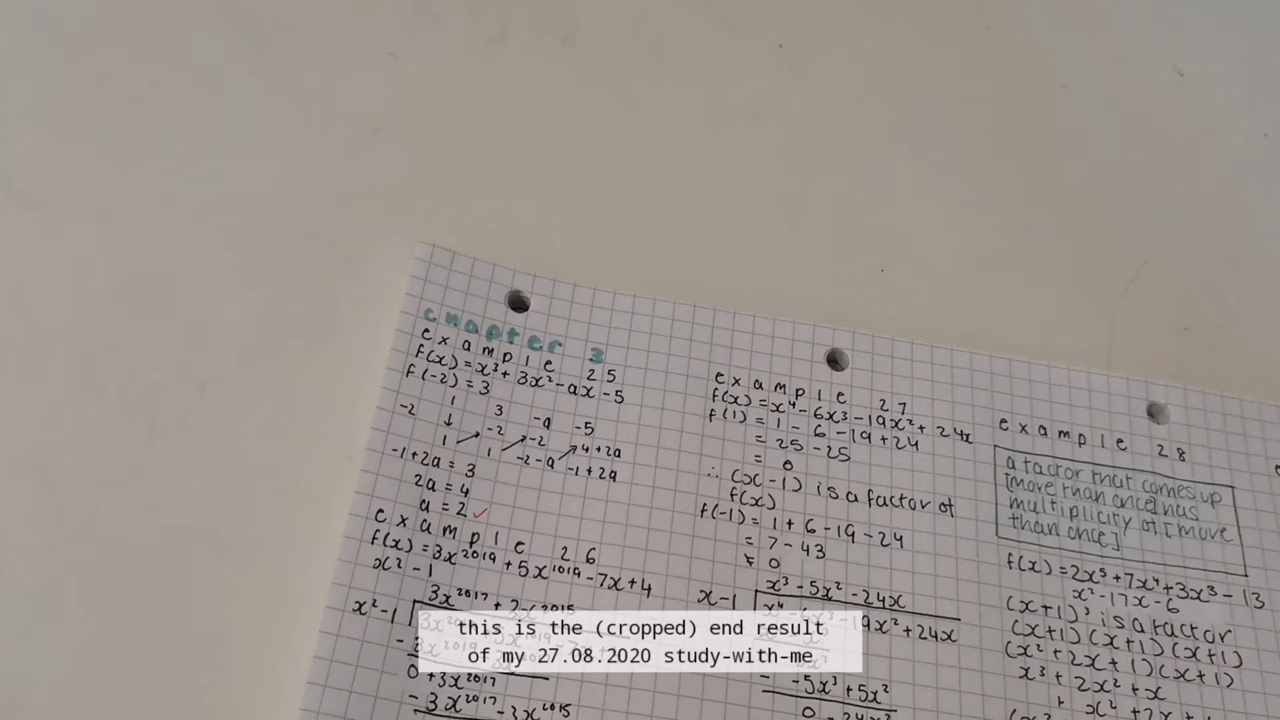 chapter 3
example 25
f(x) = x³ + 3x² - ax - 5
f(-2) = 3
1 3 -a -5
-2 ↓ -2 -2 4+2a
1 1 -2-a -1+2a
-1+2a = 3
2a = 4
a = 2 ✓
example 26
f(x) = 3x²⁰¹⁹ + 5x¹⁰¹⁹ - 7x + 4
x² - 1
3x²⁰¹⁷ + 3x²⁰¹⁵
x²-1
0 + 3x²⁰¹⁷
- 3x²⁰¹⁷ - 3x²⁰¹⁵
example 27
f(x) = x⁴ - 6x³ - 19x² + 24x
f(1) = 1 - 6 - 19 + 24
= 25 - 25
= 0
∴ (x-1) is a factor of
f(x)
f(-1) = 1 + 6 - 19 - 24
= 7 - 43
≠ 0
x³ - 5x² - 24x
x-1 x⁴ - 6x³ - 19x² + 24x
- -5x³ + 5x²
0 - 24x²
example 28
a factor that comes up
[more than once] has
multiplicity of [more
than once]
f(x) = 2x⁵ + 7x⁴ + 3x³ - 13
x² - 17x - 6
(x+1)³ is a factor
(x+1)(x+1)(x+1)
(x² + 2x + 1)(x+1)
x³ + 2x² + x
+ x² + 2x +
this is the (cropped) end result
of my 27.08.2020 study-with-me